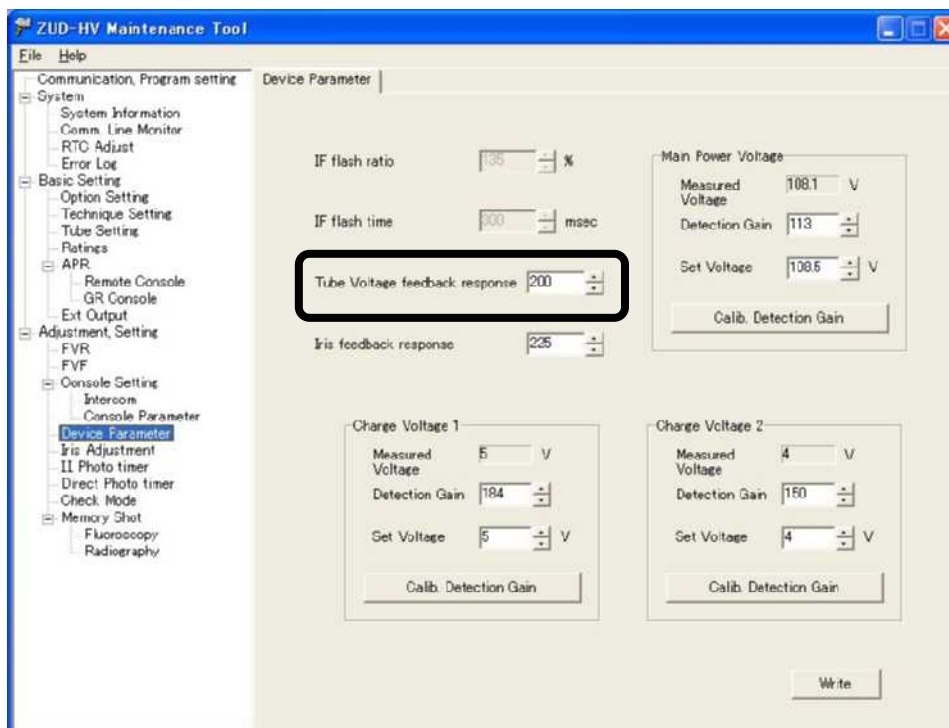 ZUD-HV Maintenance Tool
File Help
Communication, Program setting
System
System Information
Comm. Line Monitor
RTC Adjust
Error Log
Basic Setting
Option Setting
Technique Setting
Tube Setting
Ratings
APR
Remote Console
GR Console
Ext Output
Adjustment, Setting
FVR
FVF
Console Setting
Intercom
Console Parameter
Device Parameter
Iris Adjustment
II Photo timer
Direct Photo timer
Check Mode
Memory Shot
Fluoroscopy
Radiography
Device Parameter
IF flash ratio 135 %
IF flash time 300 msec
Tube Voltage feedback response 200
Iris feedback response 225
Main Power Voltage
Measured Voltage 108.1 V
Detection Gain 113
Set Voltage 108.5 V
Calib. Detection Gain
Charge Voltage 1
Measured Voltage 5 V
Detection Gain 184
Set Voltage 5 V
Calib. Detection Gain
Charge Voltage 2
Measured Voltage 4 V
Detection Gain 150
Set Voltage 4 V
Calib. Detection Gain
Write